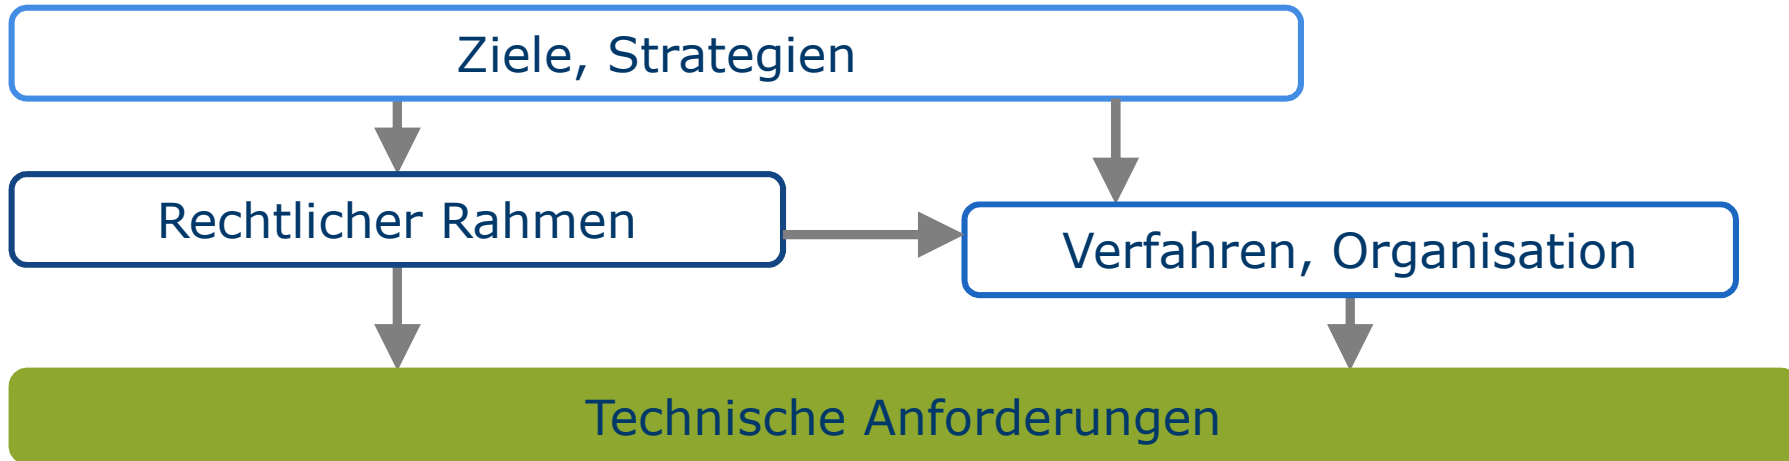 Ziele, Strategien
Rechtlicher Rahmen
Verfahren, Organisation
Technische Anforderungen